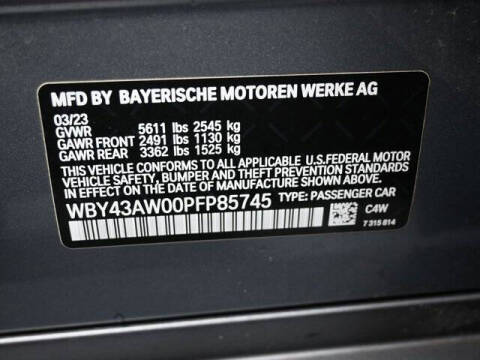 MFD BY BAYERISCHE MOTOREN WERKE AG
03/23
GVWR 5611 lbs 2545 kg
GAWR FRONT 2491 lbs 1130 kg
GAWR REAR 3362 lbs 1525 kg
THIS VEHICLE CONFORMS TO ALL APPLICABLE U.S.FEDERAL MOTOR
VEHICLE SAFETY, BUMPER, AND THEFT PREVENTION STANDARDS
IN EFFECT ON THE DATE OF MANUFACTURE SHOWN ABOVE.
WBY43AW00PFP85745 TYPE: PASSENGER CAR
C4W
7 315 814